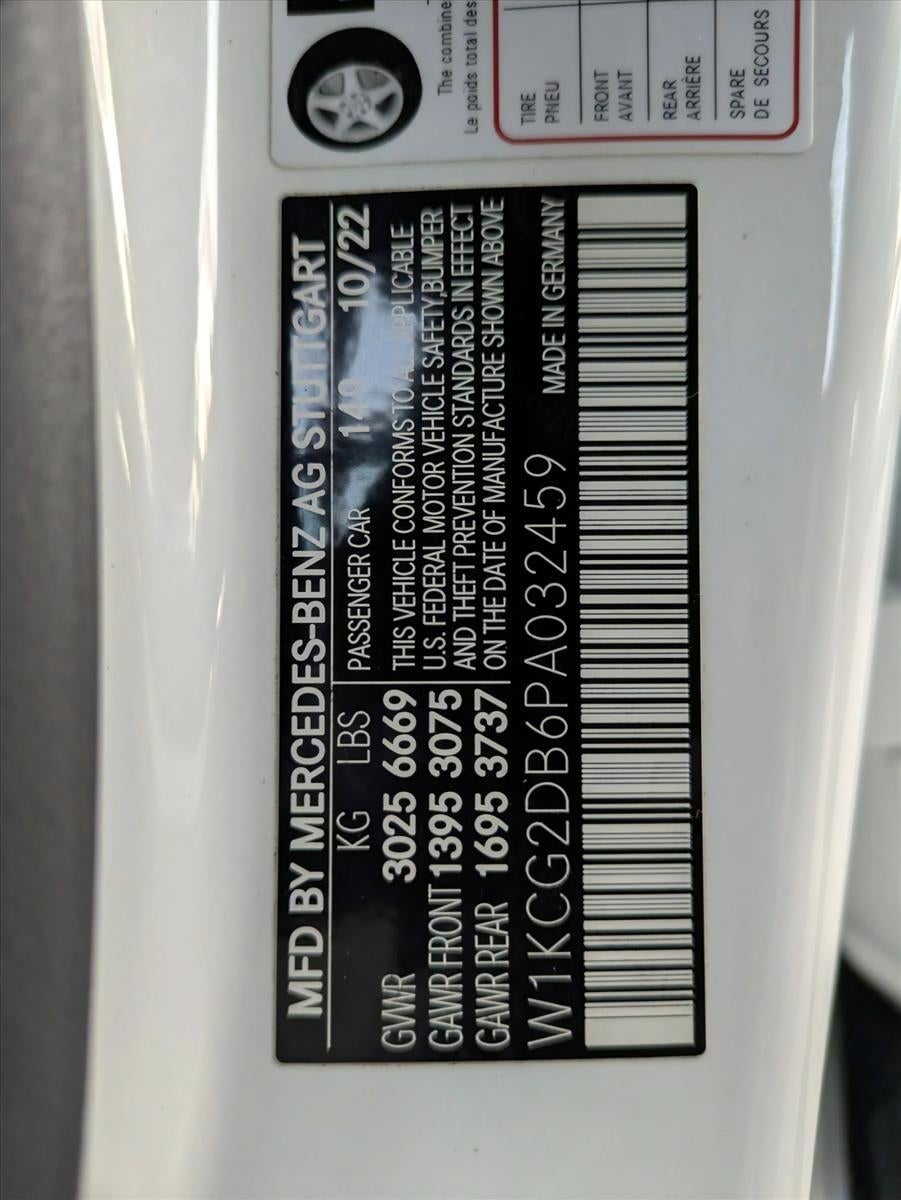 MFD BY MERCEDES-BENZ AG STUTTGART
KG LBS
GVWR 3025 6669
GAWR FRONT 1395 3075
GAWR REAR 1695 3737
PASSENGER CAR 149 10/22
THIS VEHICLE CONFORMS TO ALL APPLICABLE
U.S. FEDERAL MOTOR VEHICLE SAFETY,BUMPER
AND THEFT PREVENTION STANDARDS IN EFFECT
ON THE DATE OF MANUFACTURE SHOWN ABOVE
W1KCG2DB6PA032459 MADE IN GERMANY
The combine
Le poids total des
TIRE
PNEU
FRONT
AVANT
REAR
ARRIÈRE
SPARE
DE SECOURS